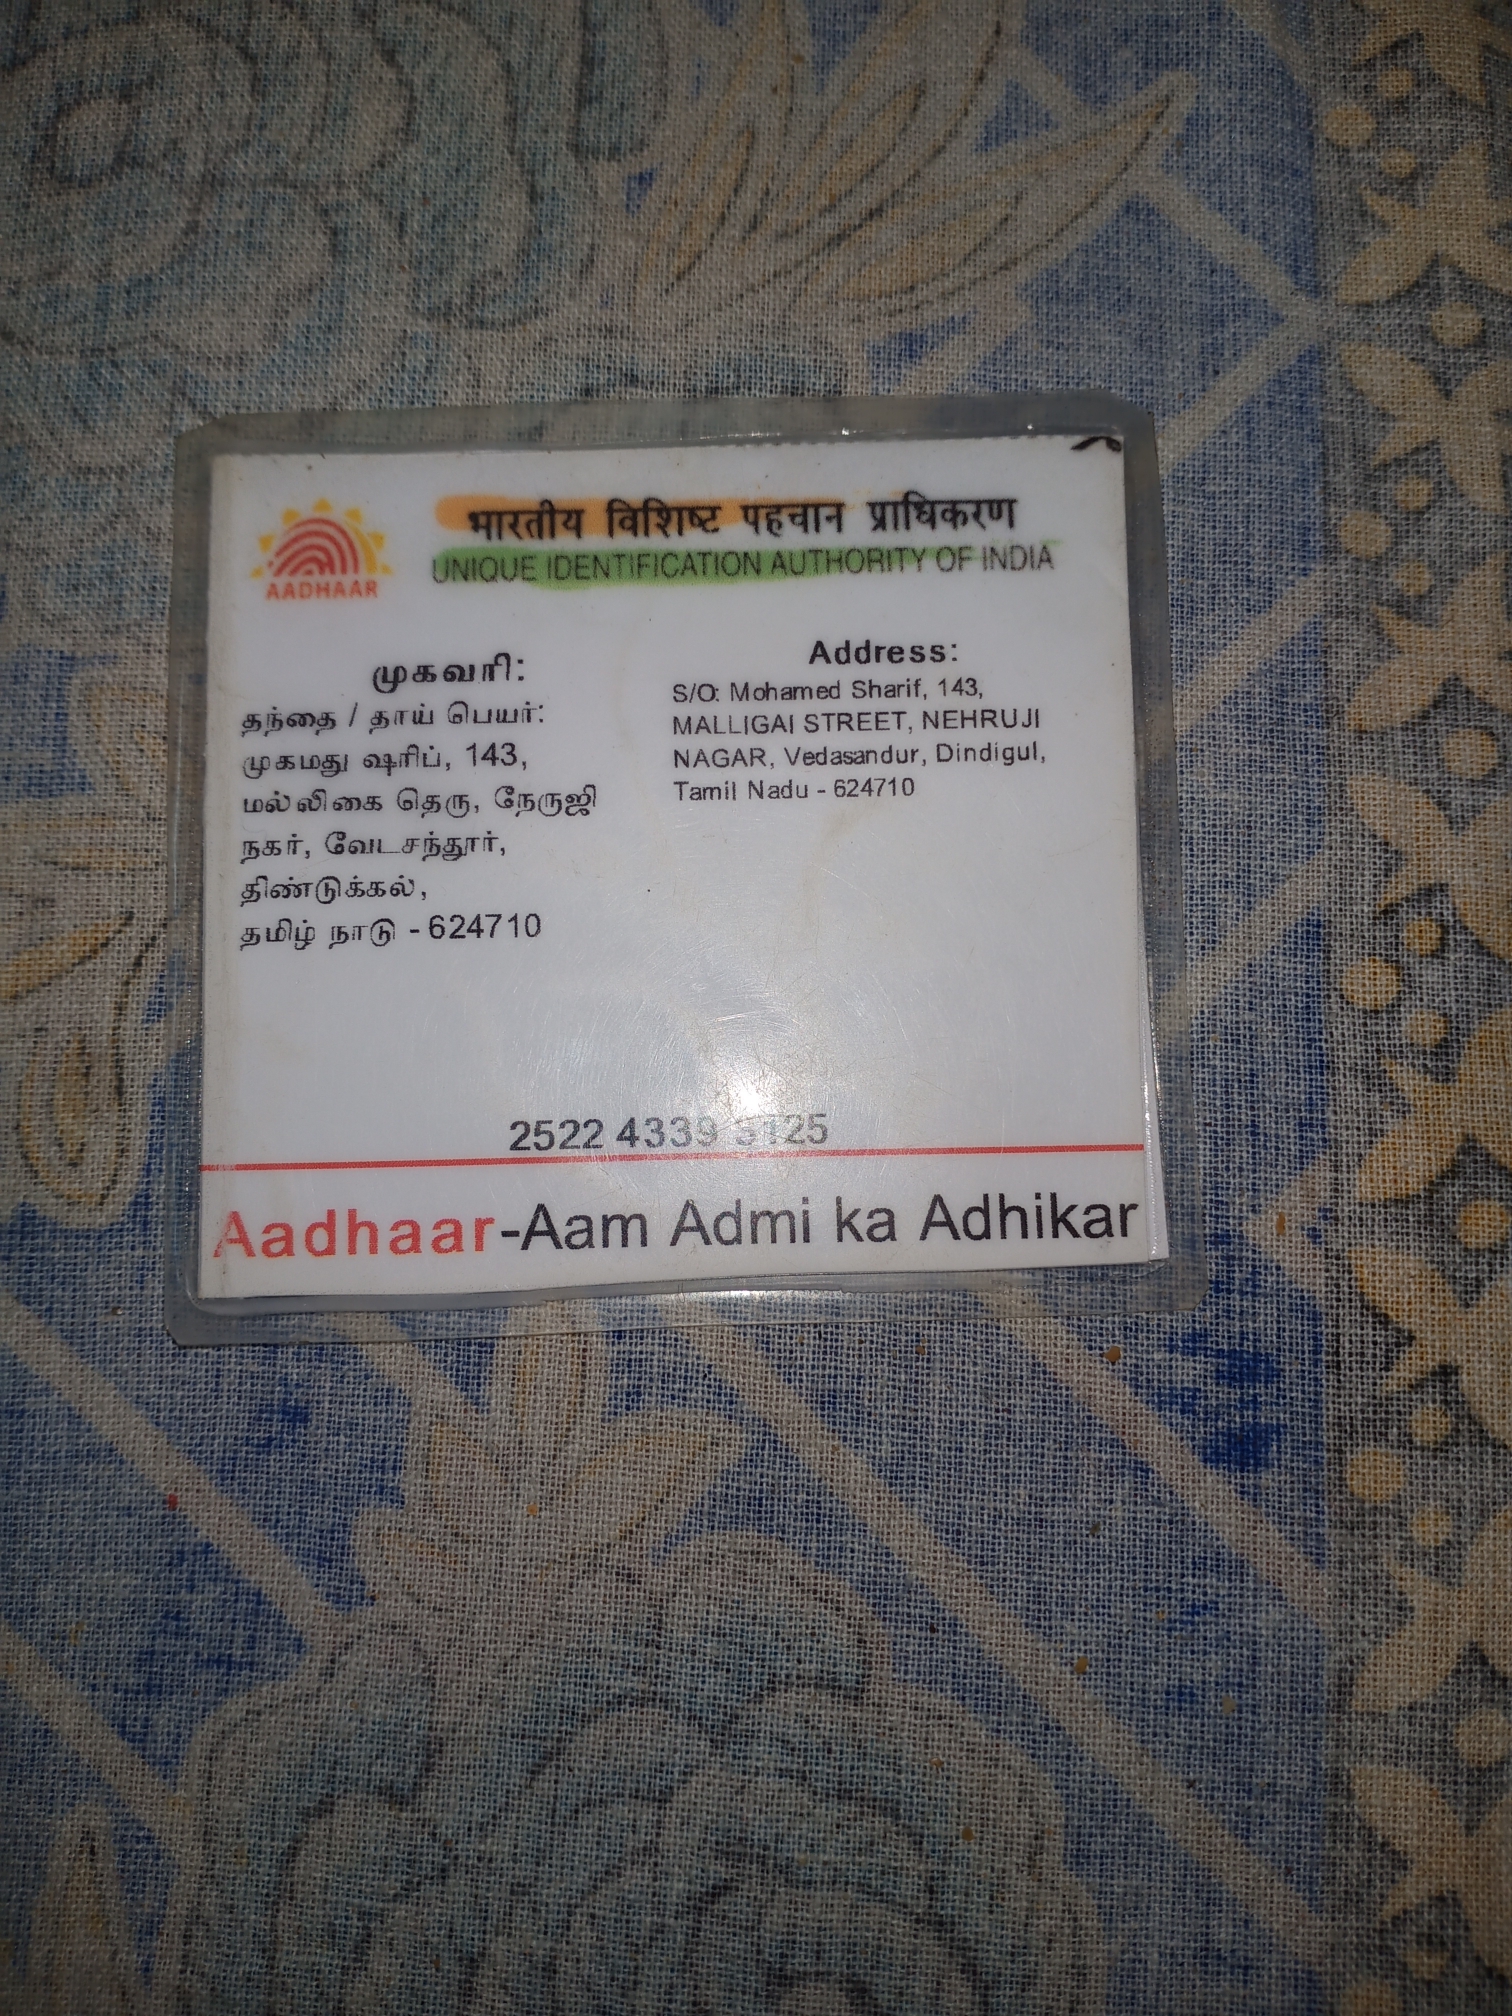 AADHAAR
भारतीय विशिष्ट पहचान प्राधिकरण
UNIQUE IDENTIFICATION AUTHORITY OF INDIA
முகவரி:
தந்தை / தாய் பெயர்:
முகமது ஷரிப், 143,
மல்லிகை தெரு, நேருஜி
நகர், வேடசந்தூர்,
திண்டுக்கல்,
தமிழ் நாடு - 624710
Address:
S/O: Mohamed Sharif, 143,
MALLIGAI STREET, NEHRUJI
NAGAR, Vedasandur, Dindigul,
Tamil Nadu - 624710
2522 4339
Aadhaar-Aam Admi ka Adhikar